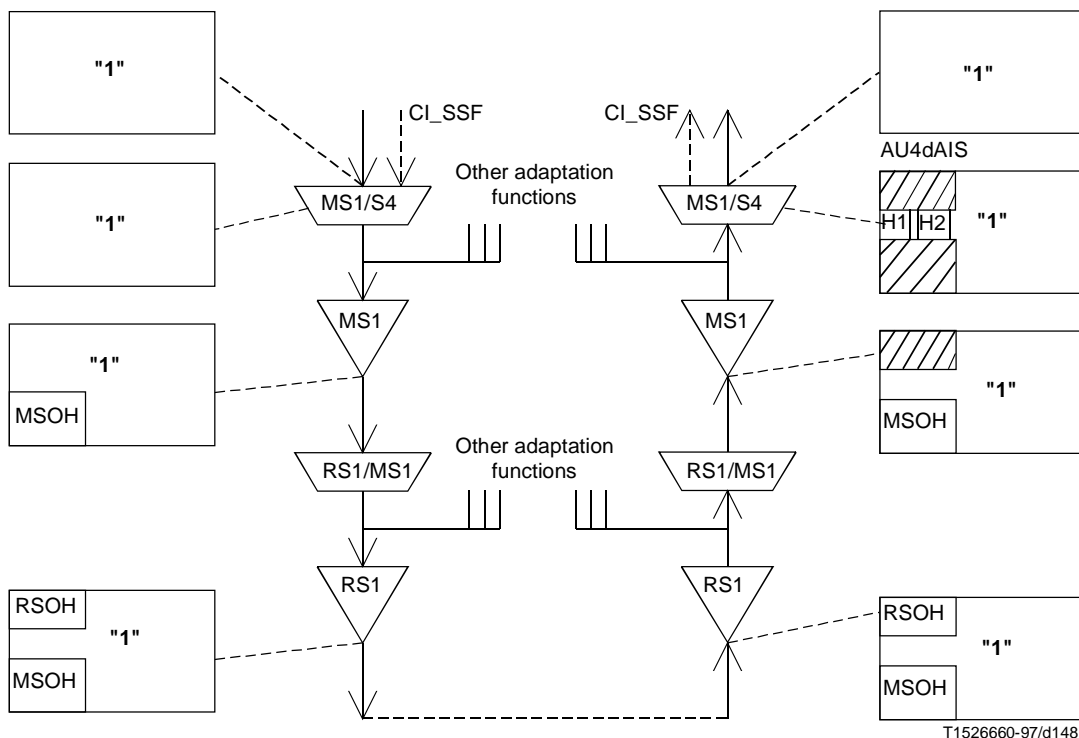 "1"
"1"
CI_SSF
CI_SSF
AU4dAIS
Other adaptation
functions
MS1/S4
MS1/S4
"1"
H1
H2
"1"
MS1
MS1
"1"
MSOH
"1"
MSOH
Other adaptation
functions
RS1/MS1
RS1/MS1
RS1
RS1
RSOH
"1"
MSOH
RSOH
"1"
MSOH
T1526660-97/d148